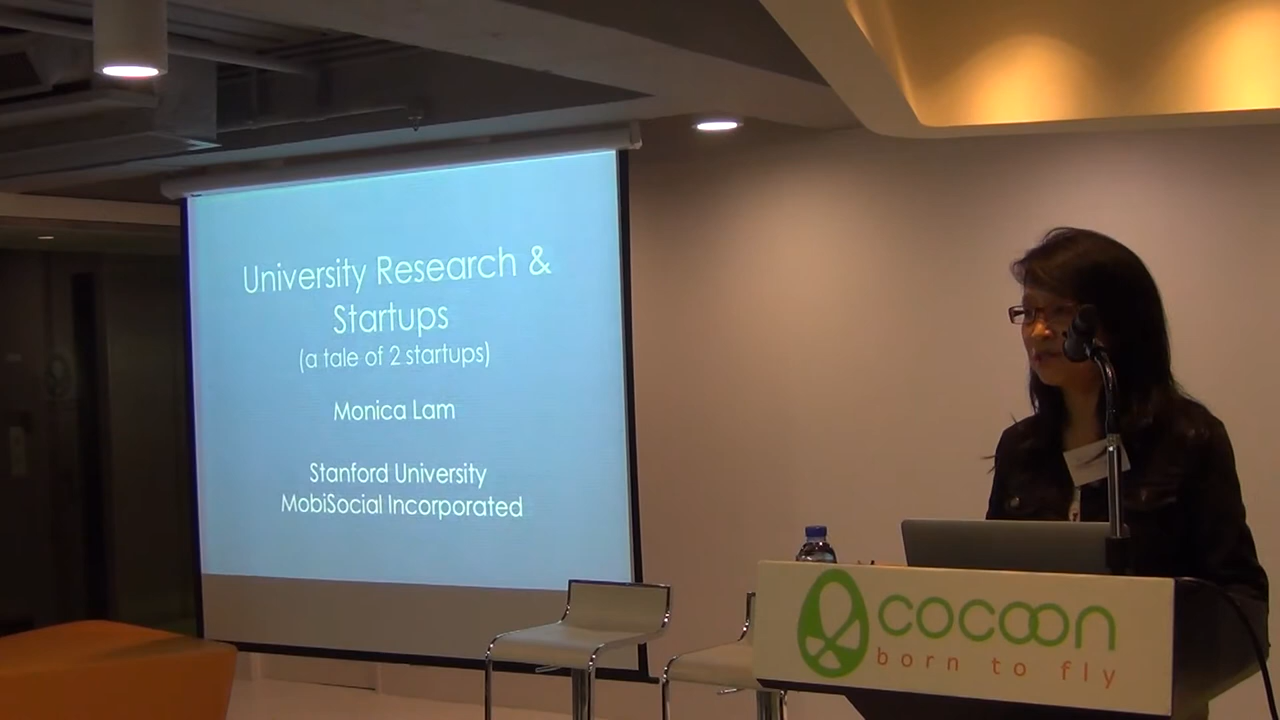 University Research &
Startups
(a tale of 2 startups)
Monica Lam
Stanford University
MobiSocial Incorporated
cocoon
born to fly